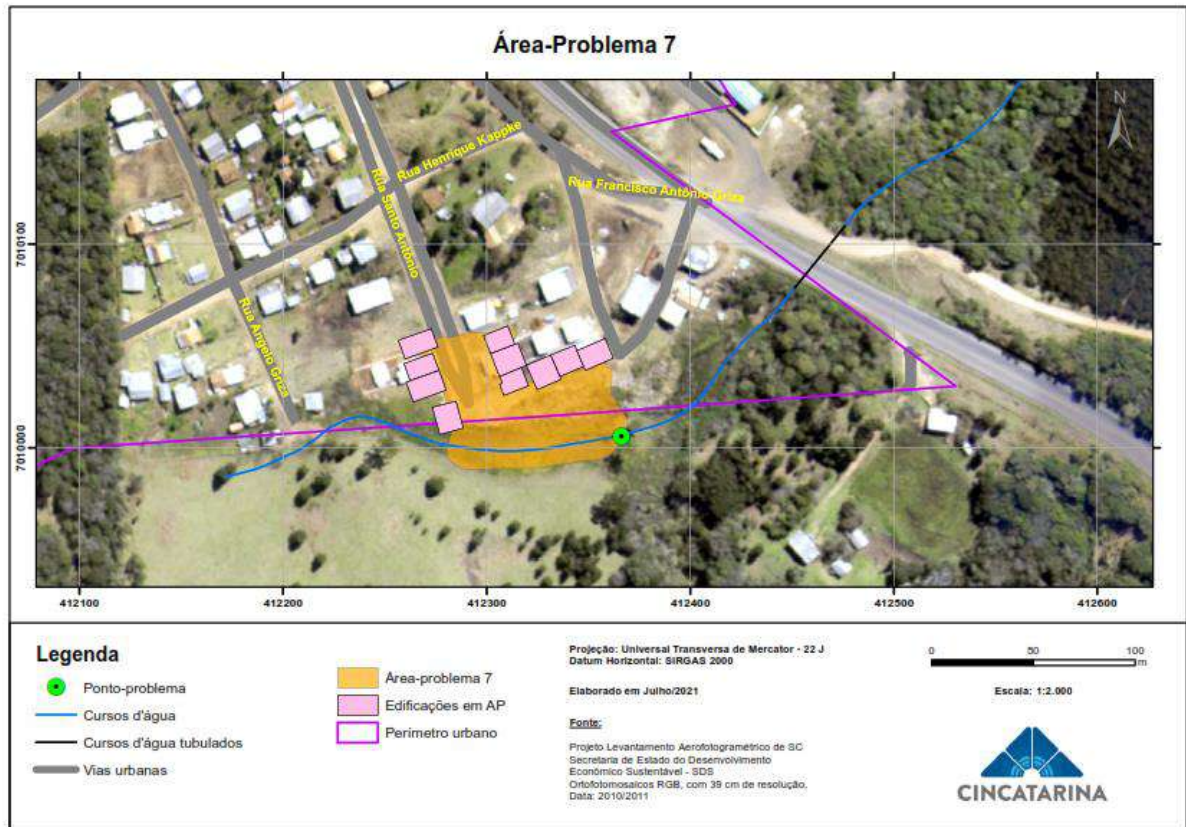 Área-Problema 7
N
Rua Henrique Kappke
Rua Santo Antônio
Rua Francisco Antônio Griza
Rua Angelo Griza
7010100
7010000
412100
412200
412300
412400
412500
412600
Legenda
Ponto-problema
Cursos d'água
Cursos d'água tubulados
Vias urbanas
Área-problema 7
Edificações em AP
Perímetro urbano
Projeção: Universal Transversa de Mercator - 22 J
Datum Horizontal: SIRGAS 2000
Elaborado em Julho/2021
Fonte:
Projeto Levantamento Aerofotogramétrico de SC
Secretaria de Estado do Desenvolvimento
Econômico Sustentável - SDS
Ortofotomosaicos RGB, com 39 cm de resolução.
Data: 2010/2011
0 50 100
m
Escala: 1:2.000
CINCATARINA